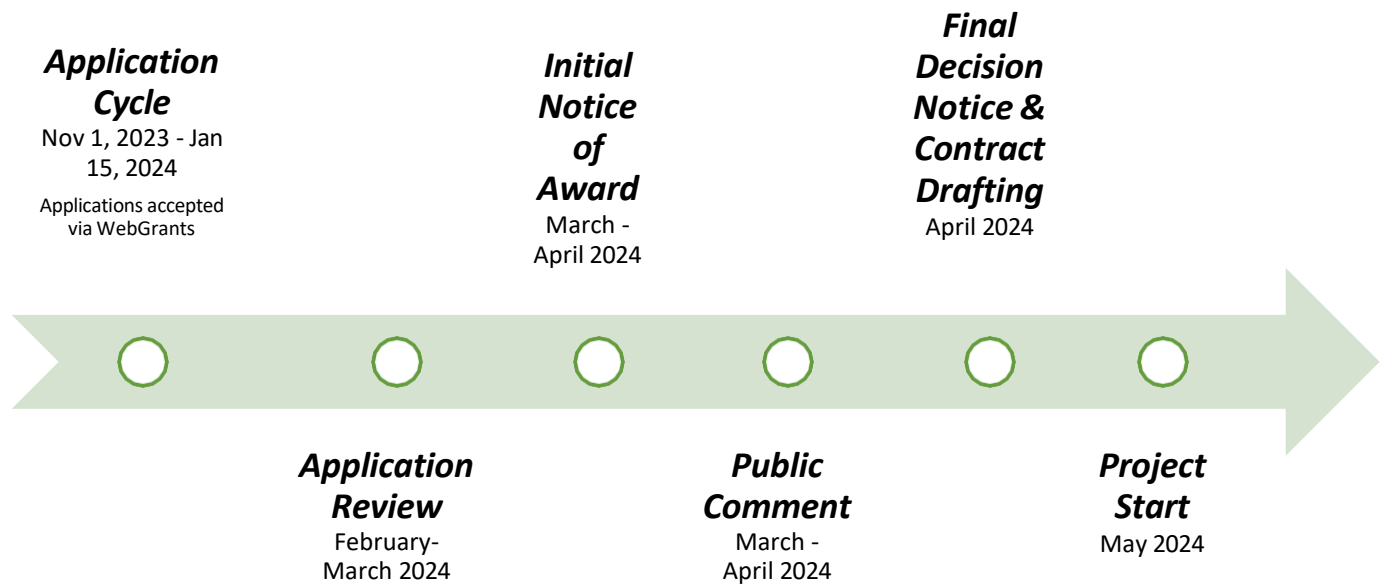 Application
Cycle
Nov 1, 2023 - Jan
15, 2024
Applications accepted
via WebGrants
Application
Review
February-
March 2024
Initial
Notice
of
Award
March -
April 2024
Public
Comment
March -
April 2024
Final
Decision
Notice &
Contract
Drafting
April 2024
Project
Start
May 2024